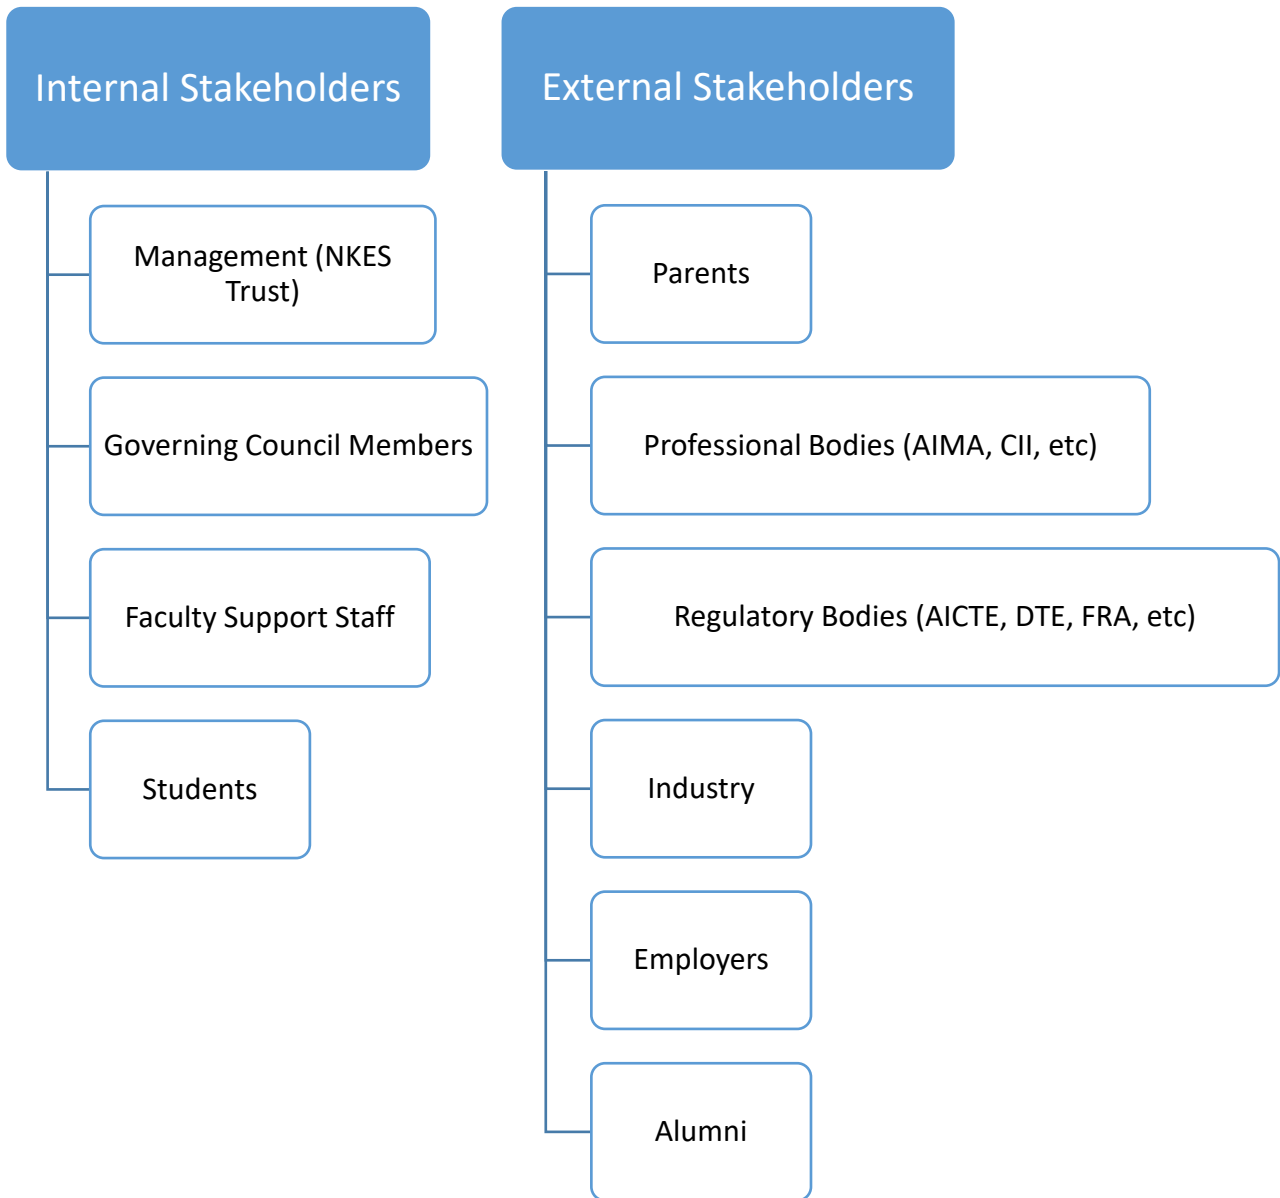 Internal Stakeholders
Management (NKES
Trust)
Governing Council Members
Faculty Support Staff
Students
External Stakeholders
Parents
Professional Bodies (AIMA, CII, etc)
Regulatory Bodies (AICTE, DTE, FRA, etc)
Industry
Employers
Alumni